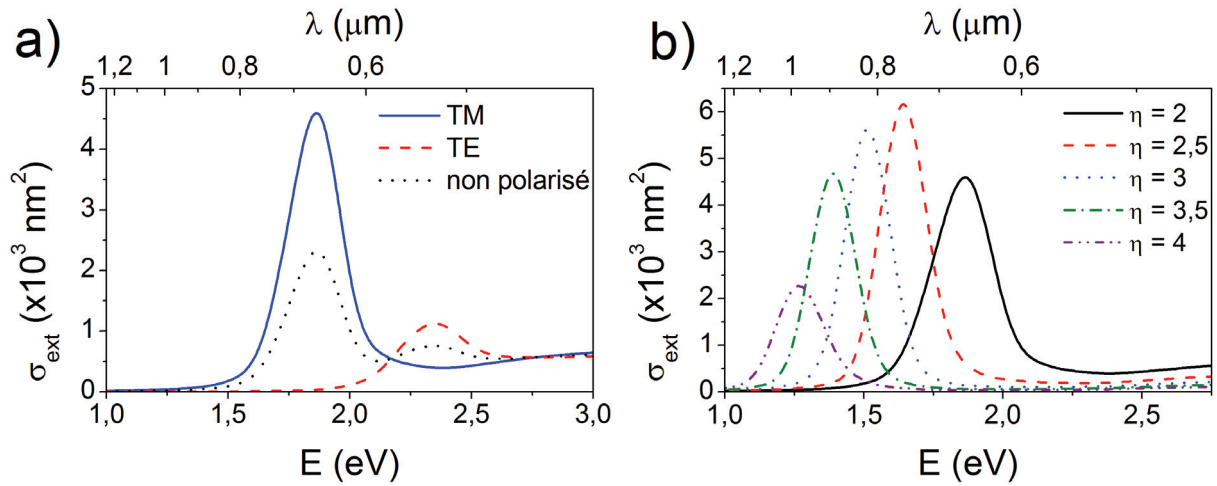 a)
λ (μm)
1,2 1 0,8 0,6
5
4
3
2
1
0
σext (x10³ nm²)
TM
TE
non polarisé
1,0 1,5 2,0 2,5 3,0
E (eV)
b)
λ (μm)
1,2 1 0,8 0,6
6
5
4
3
2
1
0
σext (x10³ nm²)
η = 2
η = 2,5
η = 3
η = 3,5
η = 4
1,0 1,5 2,0 2,5
E (eV)